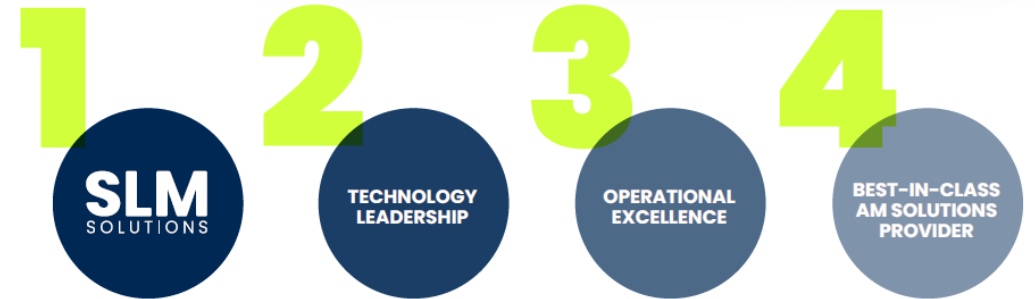 1
SLM
SOLUTIONS
2
TECHNOLOGY
LEADERSHIP
3
OPERATIONAL
EXCELLENCE
4
BEST-IN-CLASS
AM SOLUTIONS
PROVIDER